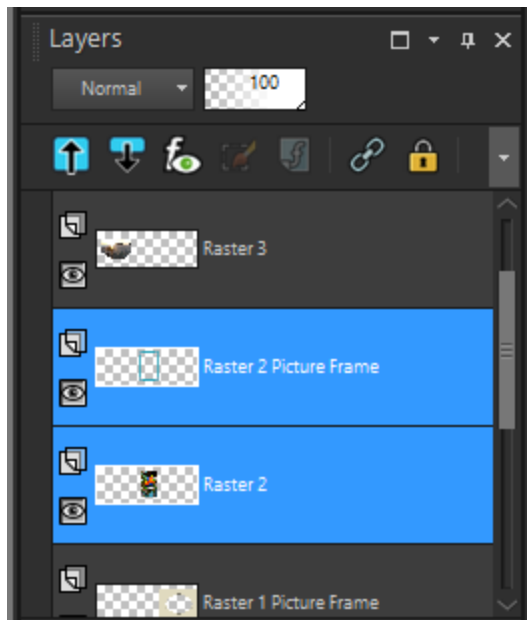 Layers
Normal
100
Raster 3
Raster 2 Picture Frame
Raster 2
Raster 1 Picture Frame